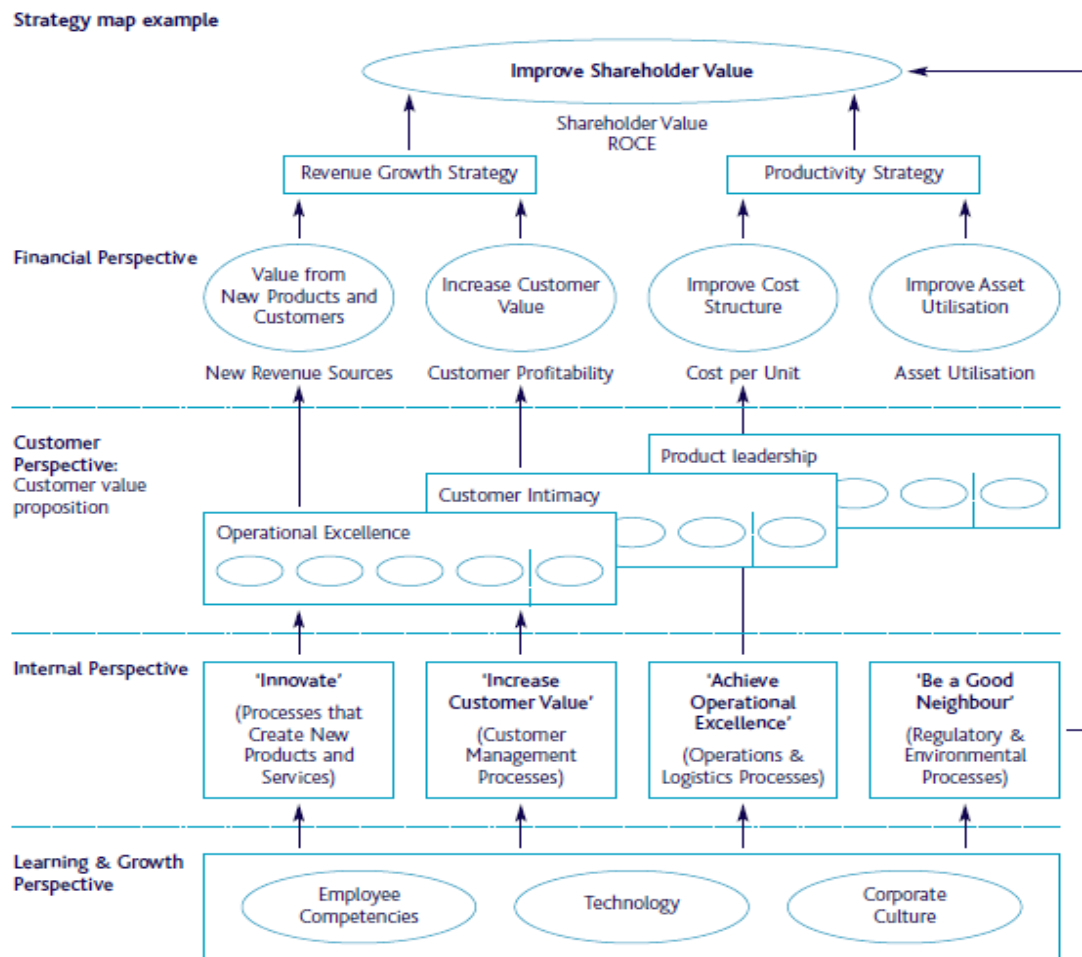 Strategy map example
Improve Shareholder Value
Shareholder Value
ROCE
Revenue Growth Strategy
Productivity Strategy
Financial Perspective
Value from
New Products and
Customers
Increase Customer
Value
Improve Cost
Structure
Improve Asset
Utilisation
New Revenue Sources
Customer Profitability
Cost per Unit
Asset Utilisation
Customer
Perspective:
Customer value
proposition
Product leadership
Customer Intimacy
Operational Excellence
Internal Perspective
‘Innovate’
(Processes that
Create New
Products and
Services)
‘Increase
Customer Value’
(Customer
Management
Processes)
‘Achieve
Operational
Excellence’
(Operations &
Logistics Processes)
‘Be a Good
Neighbour’
(Regulatory &
Environmental
Processes)
Learning & Growth
Perspective
Employee
Competencies
Technology
Corporate
Culture